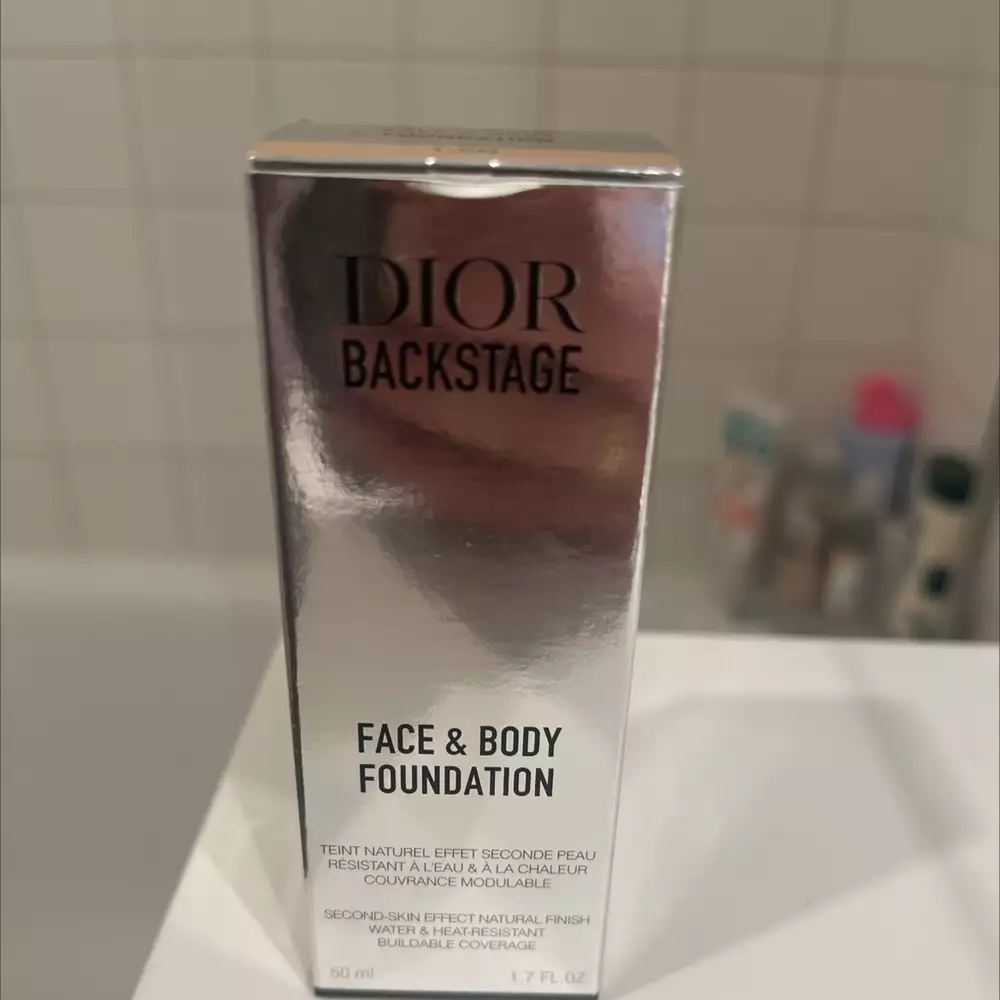 DIOR
BACKSTAGE
FACE & BODY
FOUNDATION
TEINT NATUREL EFFET SECONDE PEAU
RÉSISTANT À L'EAU & À LA CHALEUR
COUVRANCE MODULABLE
SECOND-SKIN EFFECT NATURAL FINISH
WATER & HEAT-RESISTANT
BUILDABLE COVERAGE
50 ml 1.7 FL.OZ